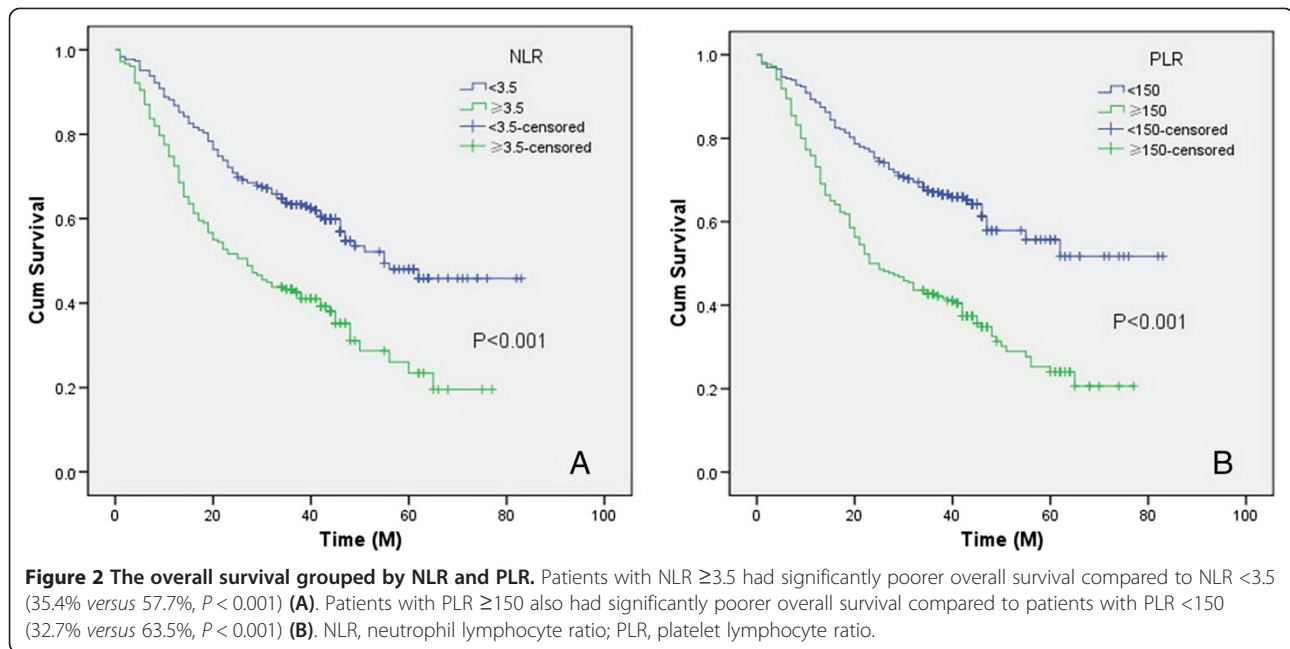 NLR
<3.5
≥3.5
<3.5-censored
≥3.5-censored
P<0.001
A
Cum Survival
1.0
0.8
0.6
0.4
0.2
0.0
0
20
40
60
80
100
Time (M)
PLR
<150
≥150
<150-censored
≥150-censored
P<0.001
B
Cum Survival
1.0
0.8
0.6
0.4
0.2
0.0
0
20
40
60
80
100
Time (M)
Figure 2 The overall survival grouped by NLR and PLR. Patients with NLR ≥3.5 had significantly poorer overall survival compared to NLR <3.5
(35.4% versus 57.7%, P < 0.001) (A). Patients with PLR ≥150 also had significantly poorer overall survival compared to patients with PLR <150
(32.7% versus 63.5%, P < 0.001) (B). NLR, neutrophil lymphocyte ratio; PLR, platelet lymphocyte ratio.